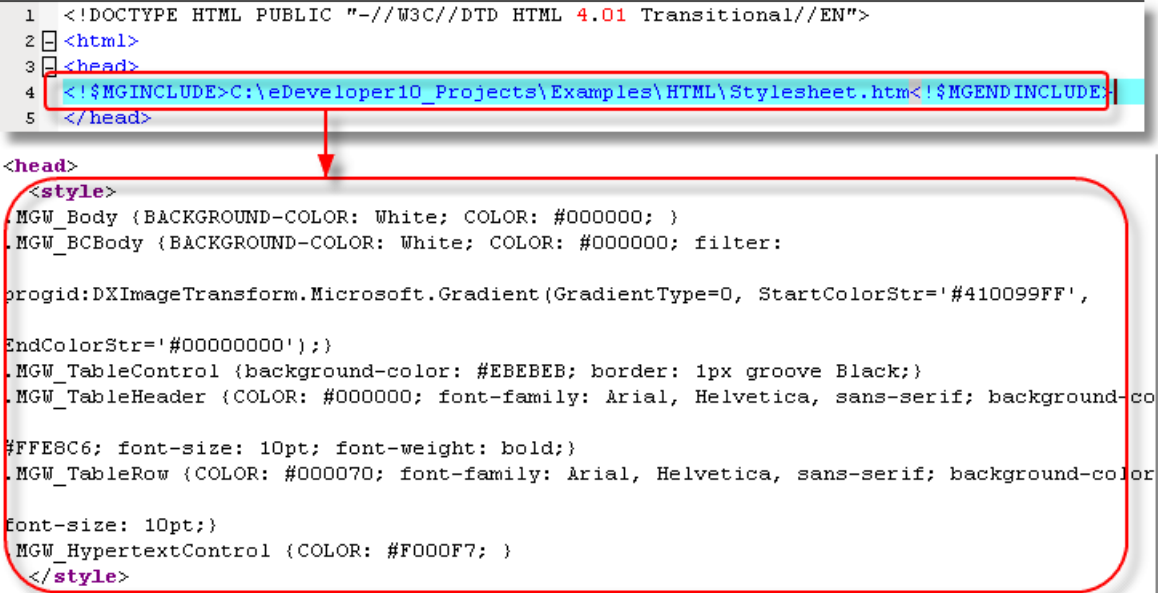 1 <!DOCTYPE HTML PUBLIC "-//W3C//DTD HTML 4.01 Transitional//EN">
2 <html>
3 <head>
4 <!$MGINCLUDE>C:\eDeveloper10_Projects\Examples\HTML\Stylesheet.htm<!$MGENDINCLUDE>
5 </head>
<head>
<style>
.MGW_Body {BACKGROUND-COLOR: White; COLOR: #000000; }
.MGW_BCBody {BACKGROUND-COLOR: White; COLOR: #000000; filter:
progid:DXImageTransform.Microsoft.Gradient(GradientType=0, StartColorStr='#410099FF',
EndColorStr='#00000000');}
.MGW_TableControl {background-color: #EBEBEB; border: 1px groove Black;}
.MGW_TableHeader {COLOR: #000000; font-family: Arial, Helvetica, sans-serif; background-co
#FFE8C6; font-size: 10pt; font-weight: bold;}
.MGW_TableRow {COLOR: #000070; font-family: Arial, Helvetica, sans-serif; background-color
font-size: 10pt;}
.MGW_HypertextControl {COLOR: #F000F7; }
</style>